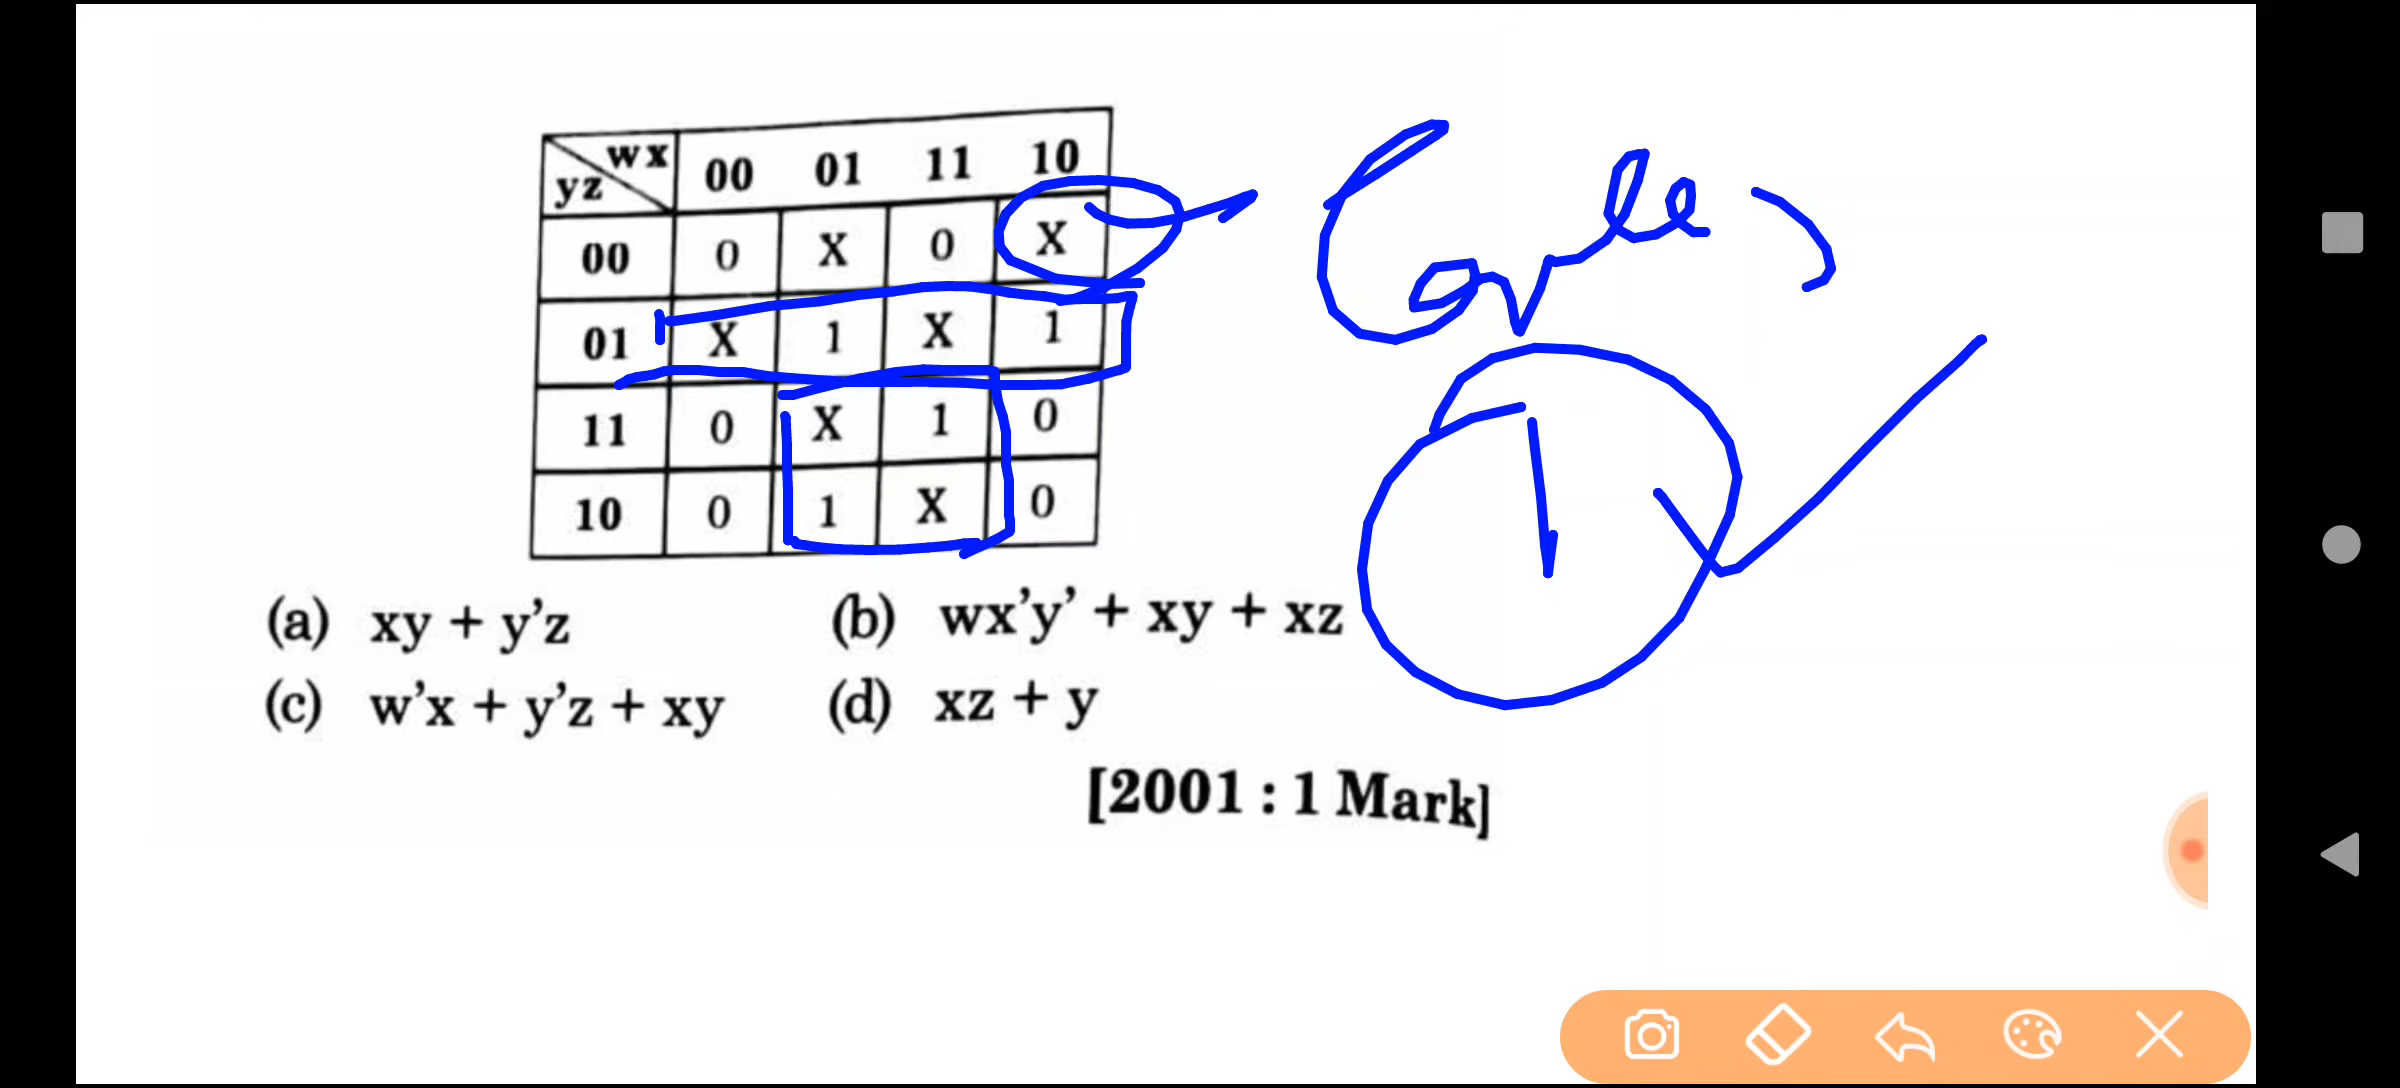 wx
yz 00 01 11 10
00 0 X 0 X
01 X 1 X 1
11 0 X 1 0
10 0 1 X 0
(a) xy + y’z (b) wx’y’ + xy + xz
(c) w’x + y’z + xy (d) xz + y
[2001 : 1 Mark]